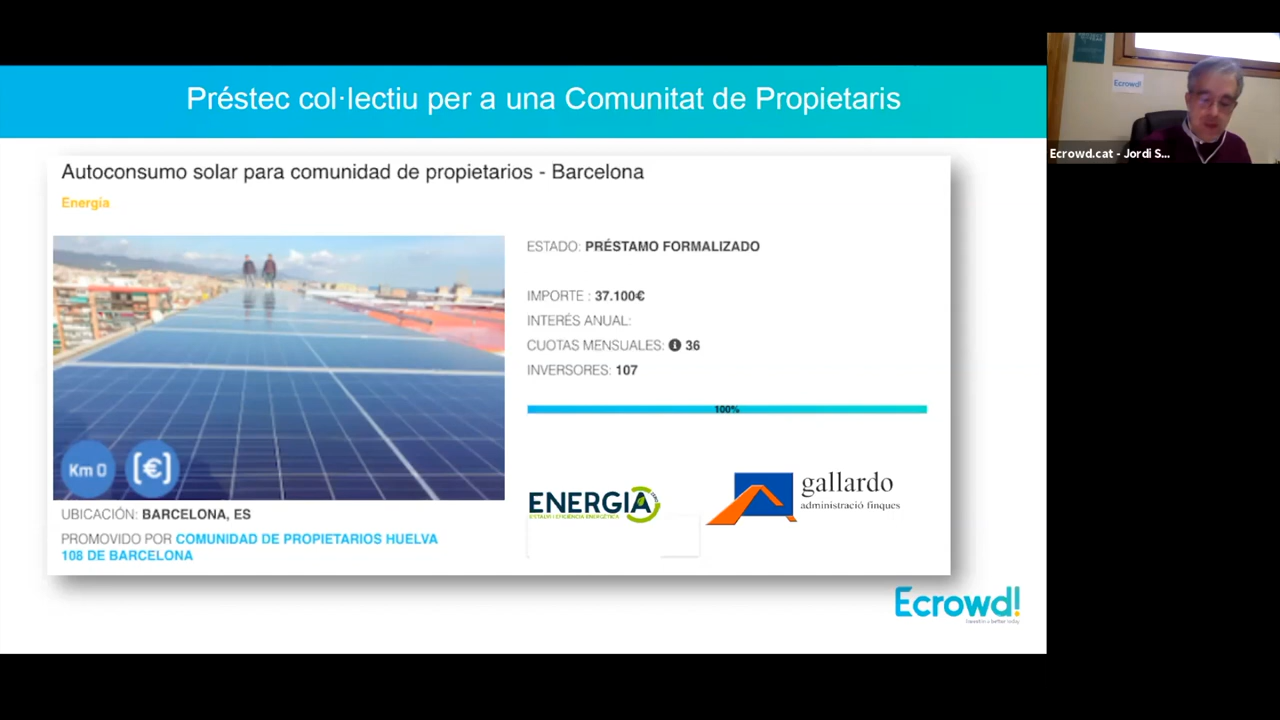 Préstec col·lectiu per a una Comunitat de Propietaris
Autoconsumo solar para comunidad de propietarios - Barcelona
Energía
ESTADO: PRÉSTAMO FORMALIZADO
IMPORTE : 37.100€
INTERÉS ANUAL:
CUOTAS MENSUALES: 36
INVERSORES: 107
100%
Km 0
[€]
UBICACIÓN: BARCELONA, ES
PROMOVIDO POR COMUNIDAD DE PROPIETARIOS HUELVA
108 DE BARCELONA
ENERGIA
gallardo
administració finques
Ecrowd!
Ecrowd!
Ecrowd.cat - Jordi S...